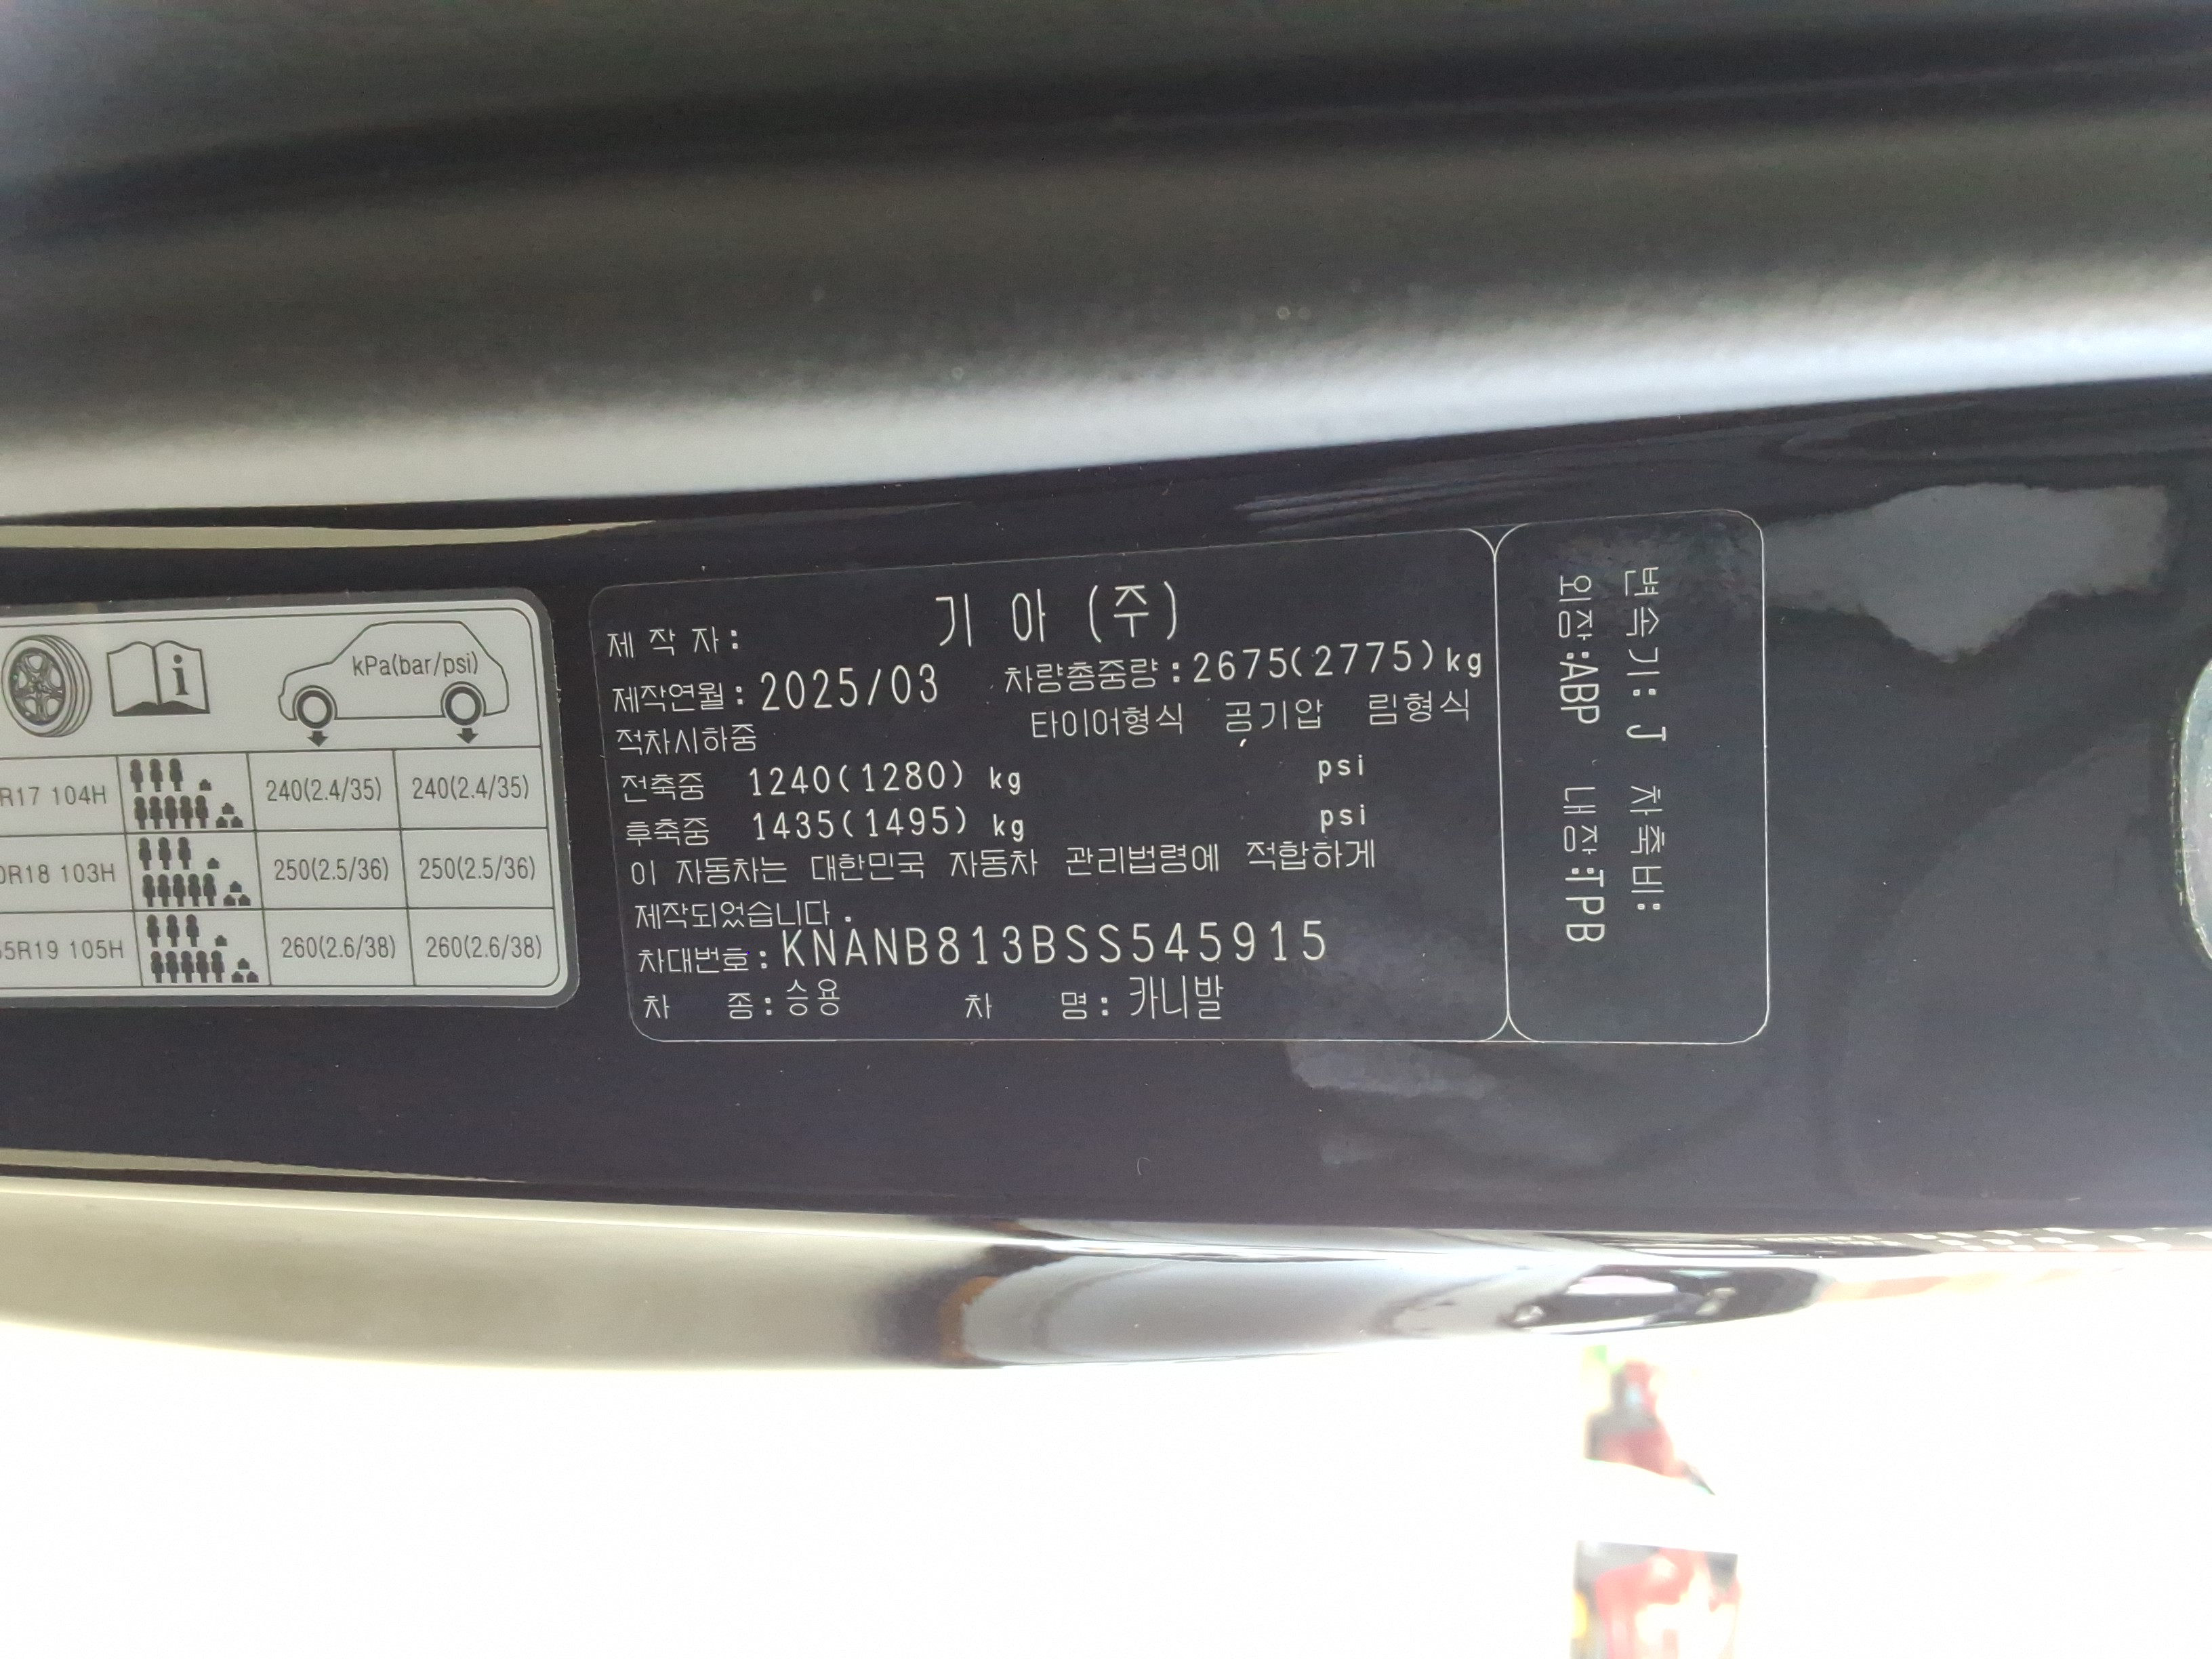 kPa(bar/psi)
R17 104H 240(2.4/35) 240(2.4/35)
R18 103H 250(2.5/36) 250(2.5/36)
5R19 105H 260(2.6/38) 260(2.6/38)
제 작 자 : 기 아 (주)
제작연월 : 2025/03 차량총중량 : 2675(2775)kg
적차시하중 타이어형식 공기압 림형식
전축중 1240(1280) kg psi
후축중 1435(1495) kg psi
이 자동차는 대한민국 자동차 관리법령에 적합하게
제작되었습니다.
차대번호 : KNANB813BSS545915
차 종 : 승용 차 명 : 카니발
변속기: J 차축비:
외장:ABP 내장:TPB